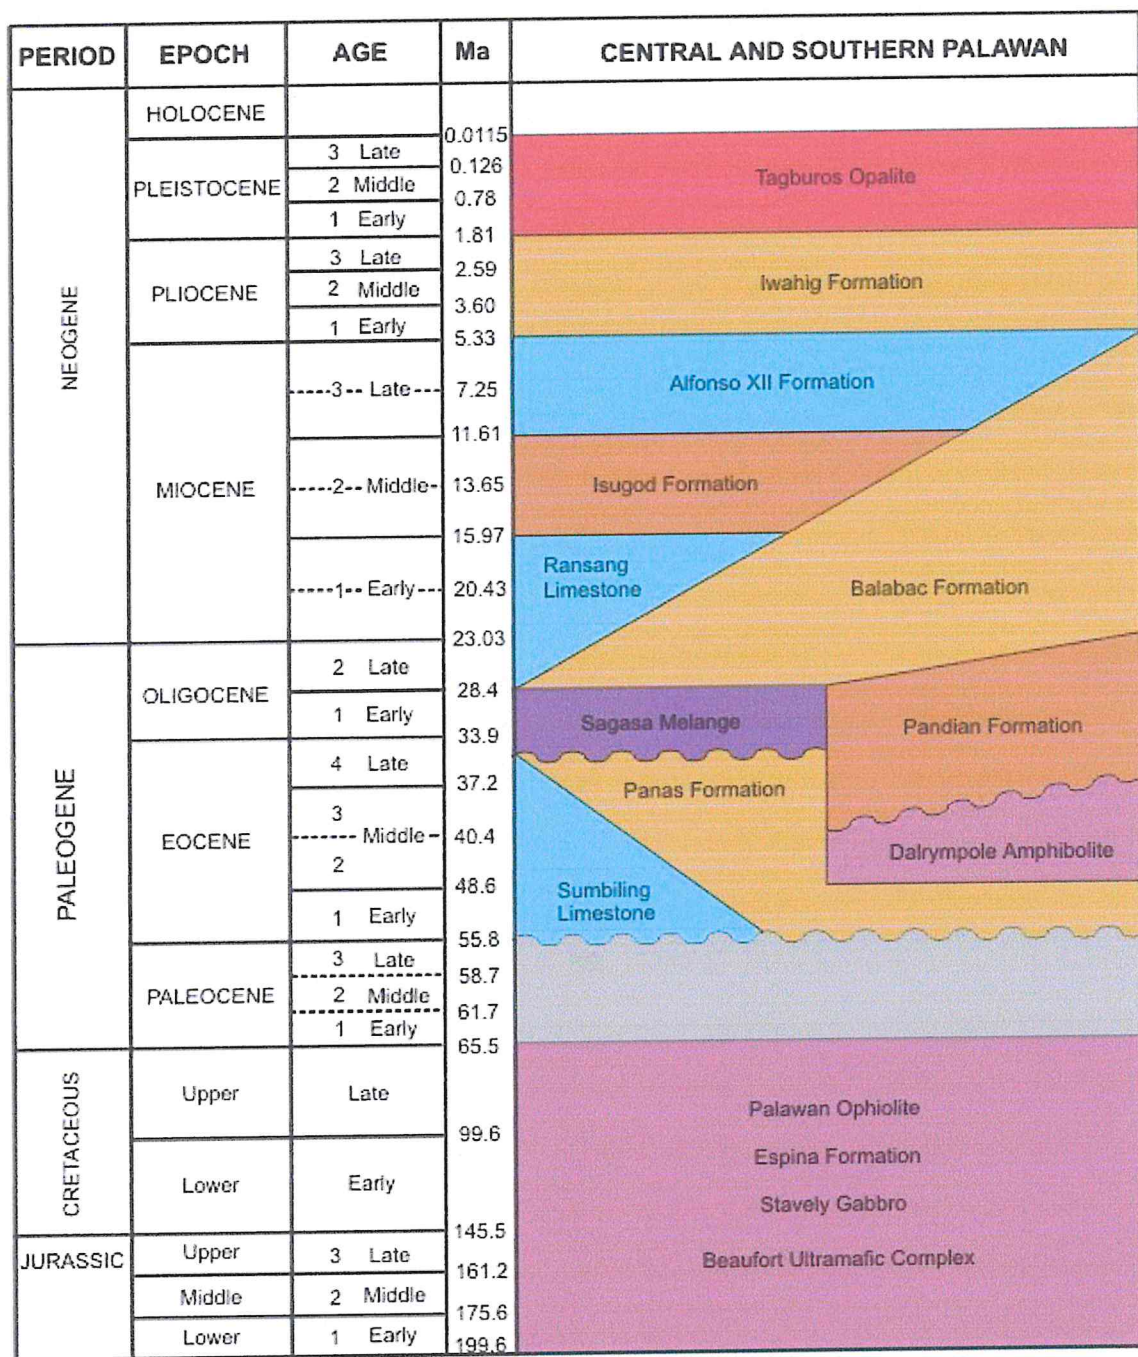 PERIOD EPOCH AGE Ma CENTRAL AND SOUTHERN PALAWAN
NEOGENE
HOLOCENE
0.0115
PLEISTOCENE
3 Late
0.126
2 Middle
0.78
1 Early
1.81
Tagburos Opalite
PLIOCENE
3 Late
2.59
2 Middle
3.60
1 Early
5.33
Iwahig Formation
MIOCENE
3 Late
7.25
11.61
Alfonso XII Formation
2 Middle
13.65
15.97
Isugod Formation
1 Early
20.43
23.03
Ransang
Limestone
Balabac Formation
PALEOGENE
OLIGOCENE
2 Late
28.4
1 Early
33.9
Sagasa Melange
Pandian Formation
EOCENE
4 Late
37.2
3
Middle
40.4
2
48.6
1 Early
55.8
Panas Formation
Dalrympole Amphibolite
Sumbiling
Limestone
PALEOCENE
3 Late
58.7
2 Middle
61.7
1 Early
65.5
CRETACEOUS
Upper Late
99.6
Lower Early
145.5
Palawan Ophiolite
Espina Formation
Stavely Gabbro
Beaufort Ultramafic Complex
JURASSIC
Upper 3 Late
161.2
Middle 2 Middle
175.6
Lower 1 Early
199.6